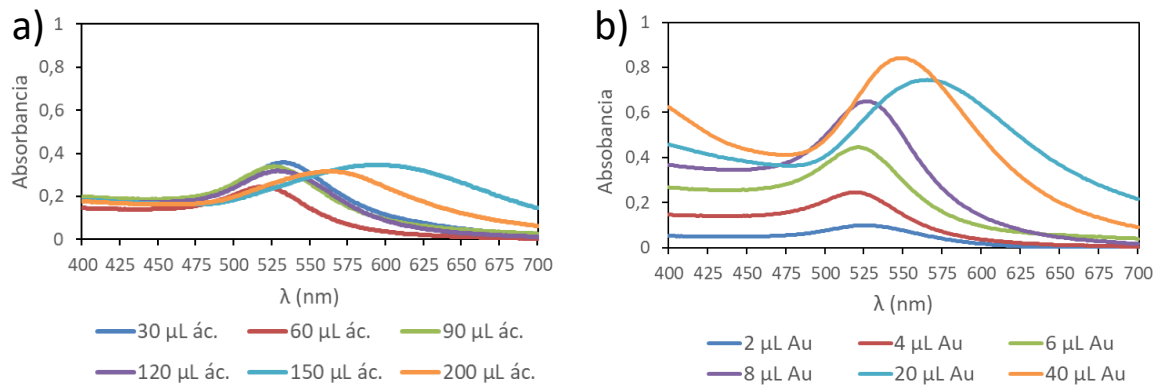 a)
Absorbancia
1
0,8
0,6
0,4
0,2
0
400 425 450 475 500 525 550 575 600 625 650 675 700
λ (nm)
30 µL ác. 60 µL ác. 90 µL ác.
120 µL ác. 150 µL ác. 200 µL ác.
b)
Absobancia
1
0,8
0,6
0,4
0,2
0
400 425 450 475 500 525 550 575 600 625 650 675 700
λ (nm)
2 µL Au 4 µL Au 6 µL Au
8 µL Au 20 µL Au 40 µL Au